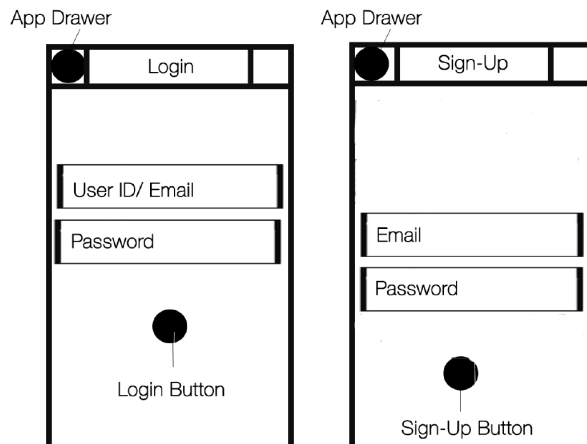 App Drawer
Login
User ID/ Email
Password
Login Button
App Drawer
Sign-Up
Email
Password
Sign-Up Button